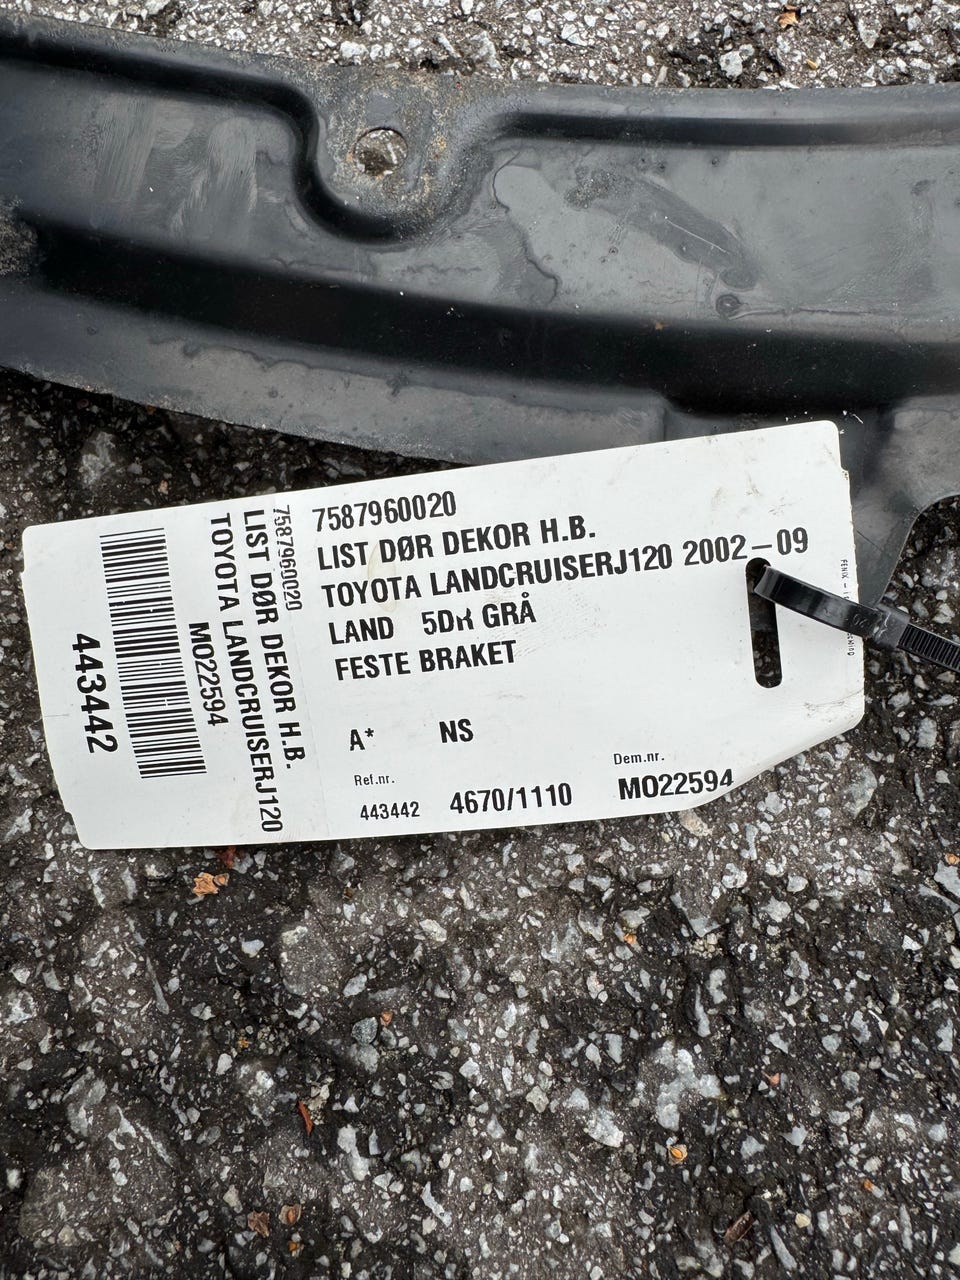 7587960020
LIST DØR DEKOR H.B.
TOYOTA LANDCRUISERJ120 2002-09
LAND 5DR GRÅ
FESTE BRAKET
A* NS
Ref.nr.
Dem.nr.
443442 4670/1110 MO22594
7587960020
LIST DØR DEKOR H.B.
TOYOTA LANDCRUISERJ120
MO22594
443442